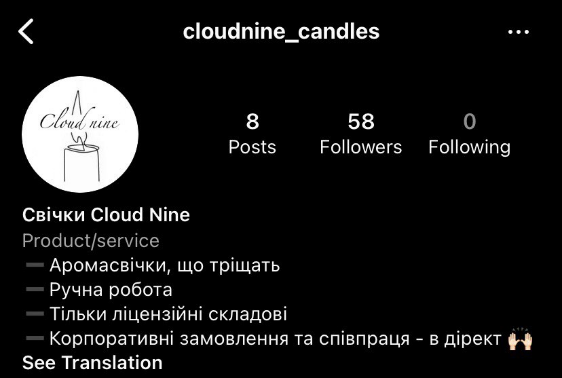 cloudnine_candles
Cloud nine
8 58 0
Posts Followers Following
Свічки Cloud Nine
Product/service
➖Аромасвічки, що тріщать
➖Ручна робота
➖Тільки ліцензійні складові
➖Корпоративні замовлення та співпраця - в дірект 🙌🏻
See Translation